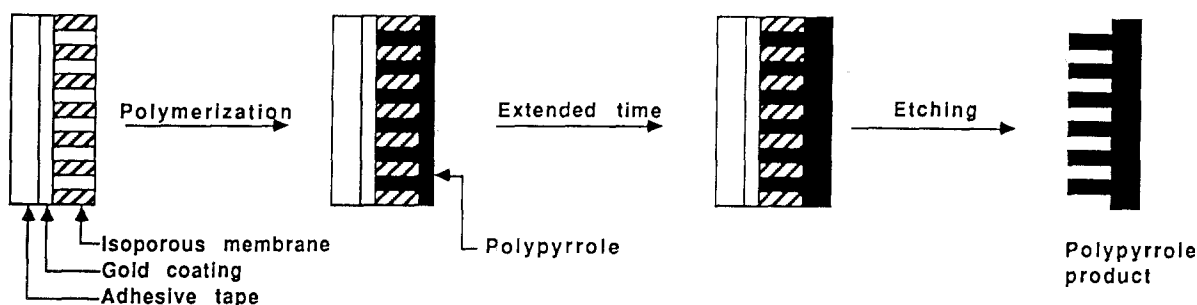 Polymerization
Extended time
Etching
Isoporous membrane
Gold coating
Adhesive tape
Polypyrrole
Polypyrrole
product